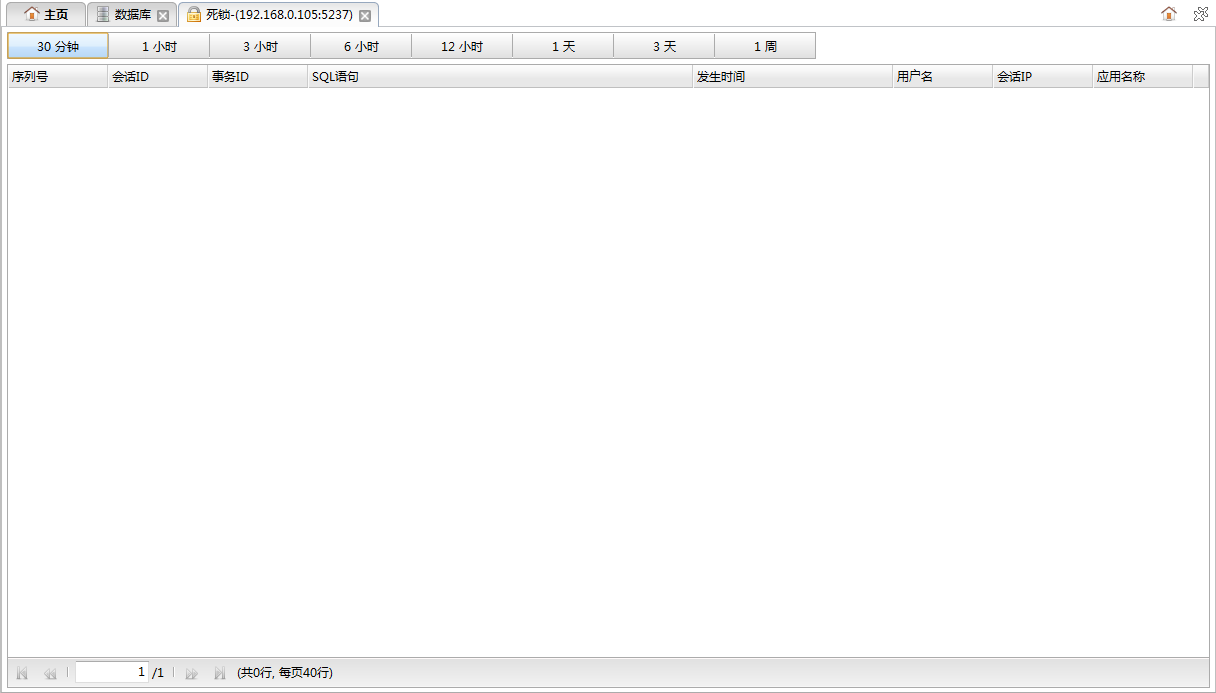 主页 数据库 死锁-(192.168.0.105:5237)
30 分钟 1 小时 3 小时 6 小时 12 小时 1 天 3 天 1 周
序列号 会话ID 事务ID SQL语句 发生时间 用户名 会话IP 应用名称
1 /1 (共0行, 每页40行)